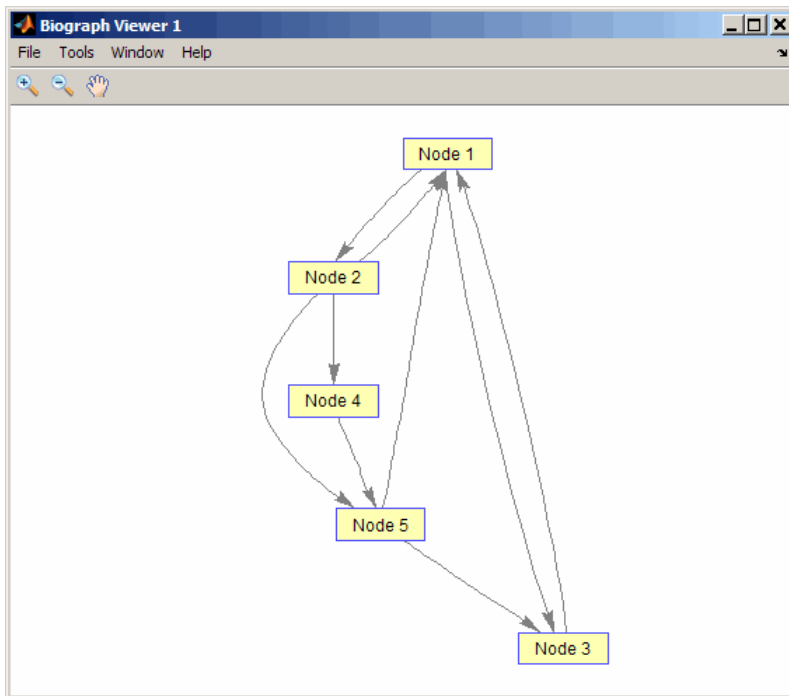 Biograph Viewer 1
File Tools Window Help
Node 1
Node 2
Node 4
Node 5
Node 3